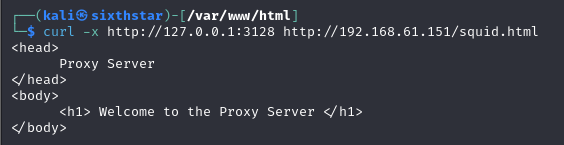 ┌──(kali㉿sixthstar)-[/var/www/html]
└─$ curl -x http://127.0.0.1:3128 http://192.168.61.151/squid.html
<head>
      Proxy Server
</head>
<body>
      <h1> Welcome to the Proxy Server </h1>
</body>